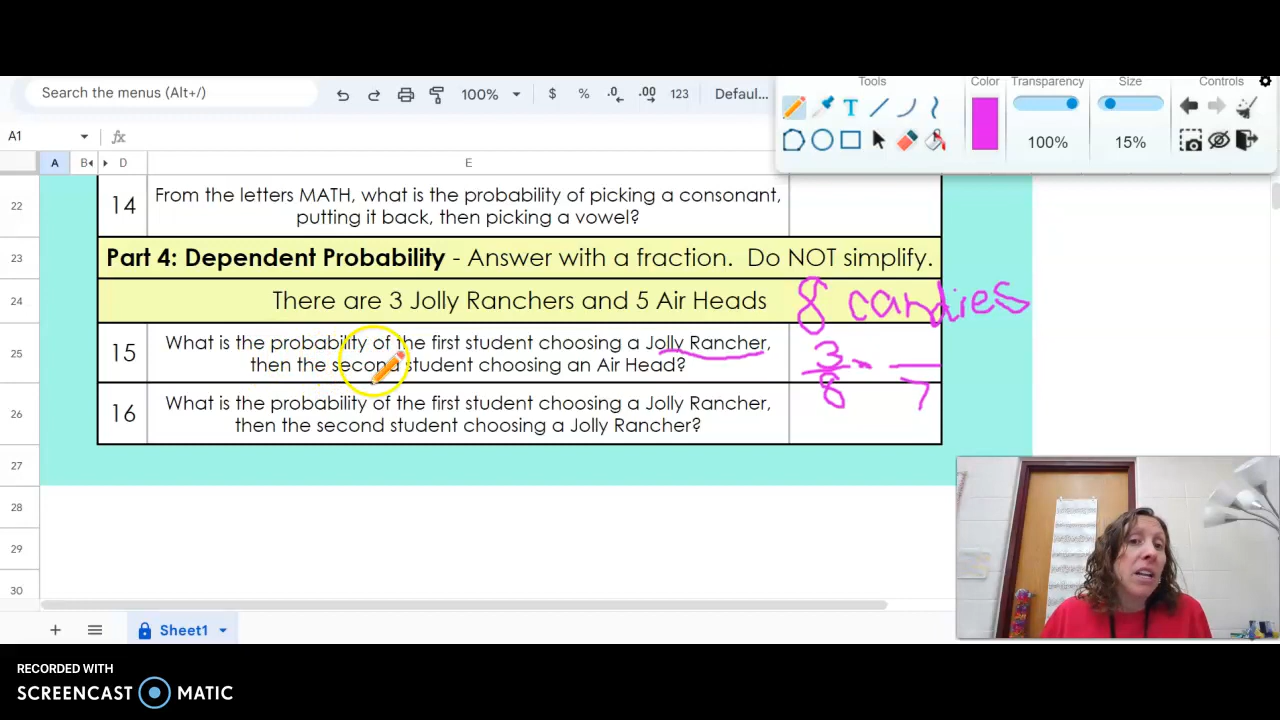 Search the menus (Alt+/)
100%
$ % .0 .00 123 Defaul...
Tools Color Transparency Size Controls
T
100% 15%
A1 fx
A B D E
22 14 From the letters MATH, what is the probability of picking a consonant,
putting it back, then picking a vowel?
23 Part 4: Dependent Probability - Answer with a fraction. Do NOT simplify.
24 There are 3 Jolly Ranchers and 5 Air Heads 8 candies
25 15 What is the probability of the first student choosing a Jolly Rancher,
then the second student choosing an Air Head?
3
8 7
26 16 What is the probability of the first student choosing a Jolly Rancher,
then the second student choosing a Jolly Rancher?
27
28
29
30
+ Sheet1
RECORDED WITH
SCREENCAST MATIC